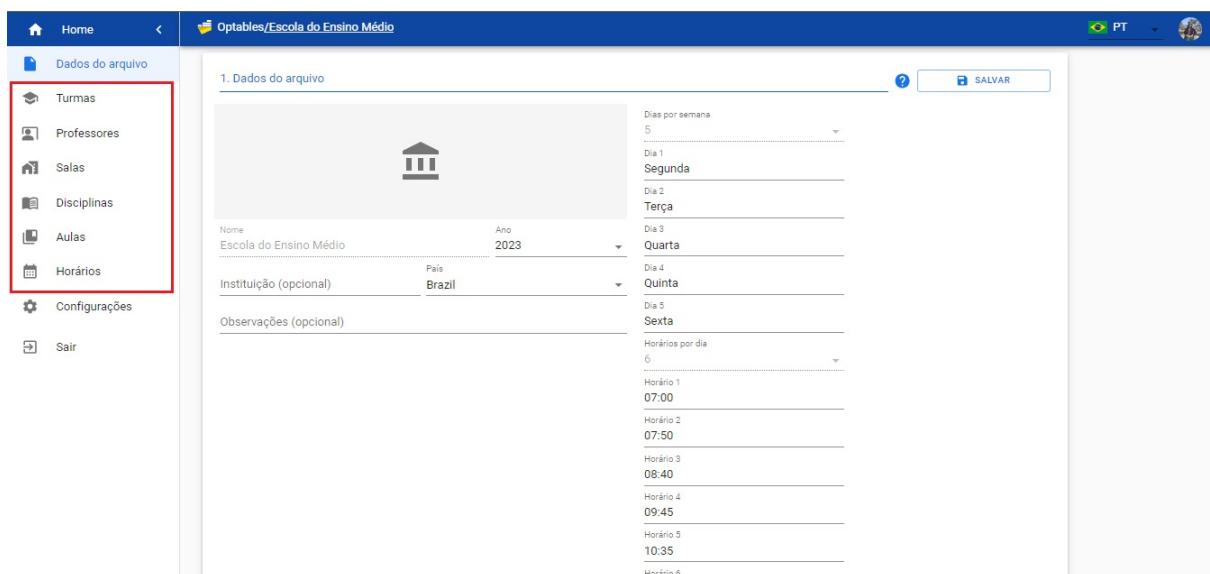 Home
Optables/Escola do Ensino Médio
PT
Dados do arquivo
Turmas
Professores
Salas
Disciplinas
Aulas
Horários
Configurações
Sair
1. Dados do arquivo
SALVAR
Nome
Escola do Ensino Médio
Ano
2023
Instituição (opcional)
País
Brazil
Observações (opcional)
Dias por semana
5
Dia 1
Segunda
Dia 2
Terça
Dia 3
Quarta
Dia 4
Quinta
Dia 5
Sexta
Horários por dia
6
Horário 1
07:00
Horário 2
07:50
Horário 3
08:40
Horário 4
09:45
Horário 5
10:35
Horário 6